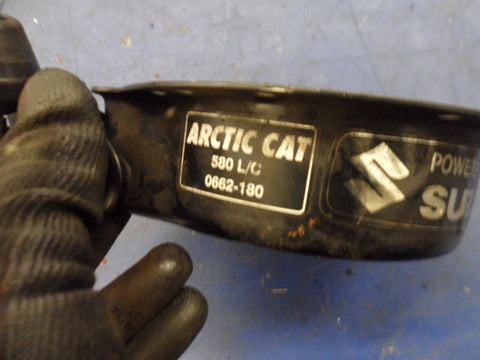 ARCTIC CAT
580 L/C
0662-180
POWE
SU